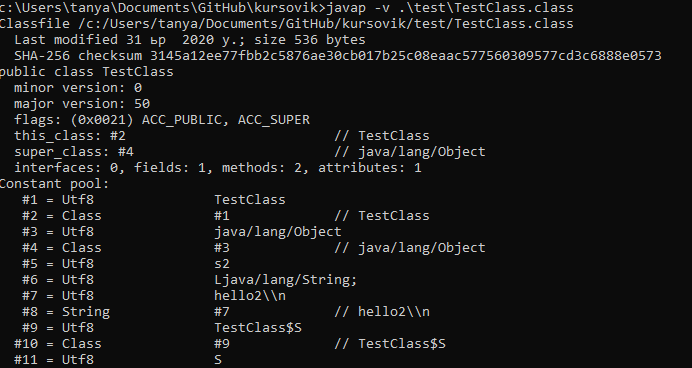 c:\Users\tanya\Documents\GitHub\kursovik>javap -v .\test\TestClass.class
Classfile /c:/Users/tanya/Documents/GitHub/kursovik/test/TestClass.class
  Last modified 31 ьр  2020 у.; size 536 bytes
  SHA-256 checksum 3145a12ee77fbb2c5876ae30cb017b25c08eaac577560309577cd3c6888e0573
public class TestClass
  minor version: 0
  major version: 50
  flags: (0x0021) ACC_PUBLIC, ACC_SUPER
  this_class: #2                          // TestClass
  super_class: #4                         // java/lang/Object
  interfaces: 0, fields: 1, methods: 2, attributes: 1
Constant pool:
   #1 = Utf8               TestClass
   #2 = Class              #1             // TestClass
   #3 = Utf8               java/lang/Object
   #4 = Class              #3             // java/lang/Object
   #5 = Utf8               s2
   #6 = Utf8               Ljava/lang/String;
   #7 = Utf8               hello2\\n
   #8 = String             #7             // hello2\\n
   #9 = Utf8               TestClass$S
  #10 = Class              #9             // TestClass$S
  #11 = Utf8               S